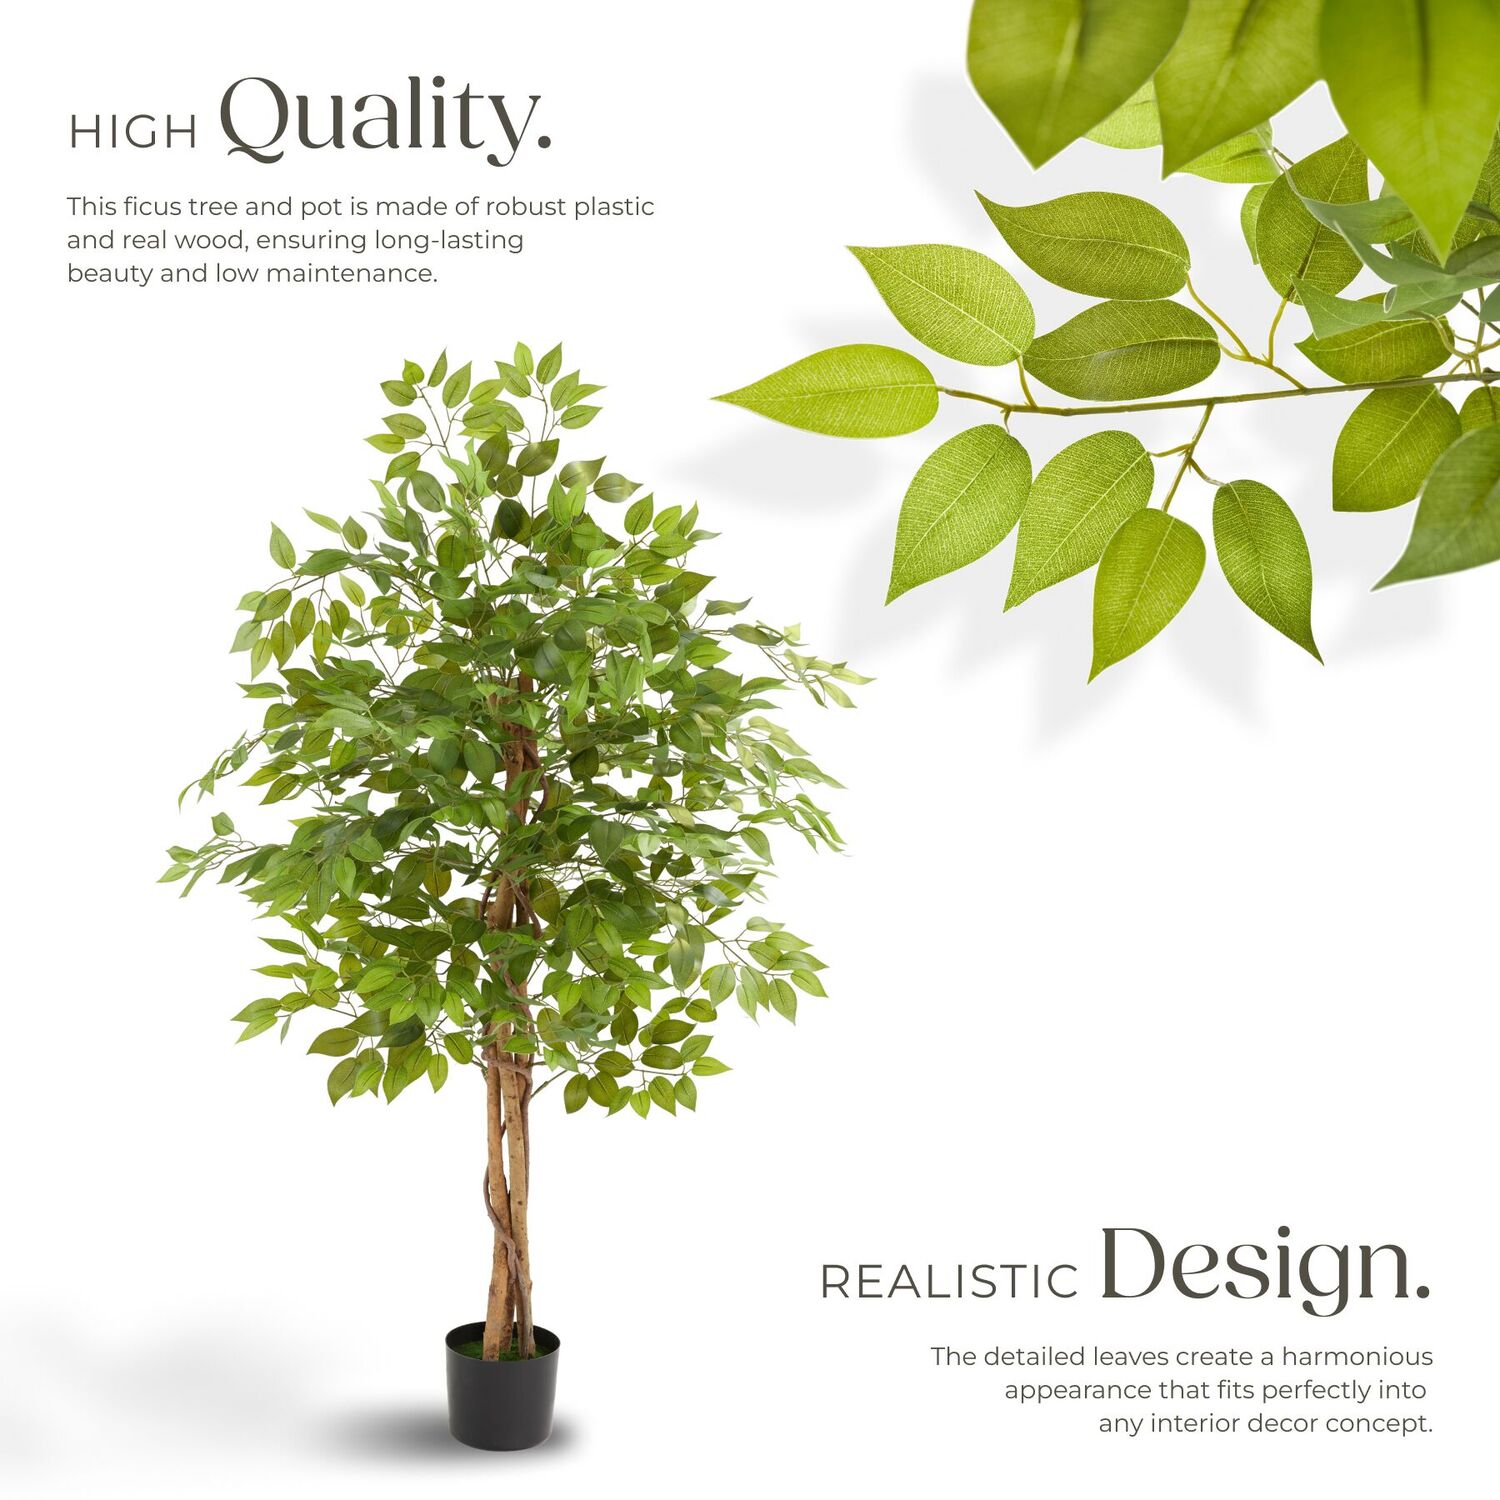 HIGH Quality.
This ficus tree and pot is made of robust plastic
and real wood, ensuring long-lasting
beauty and low maintenance.
REALISTIC Design.
The detailed leaves create a harmonious
appearance that fits perfectly into
any interior decor concept.